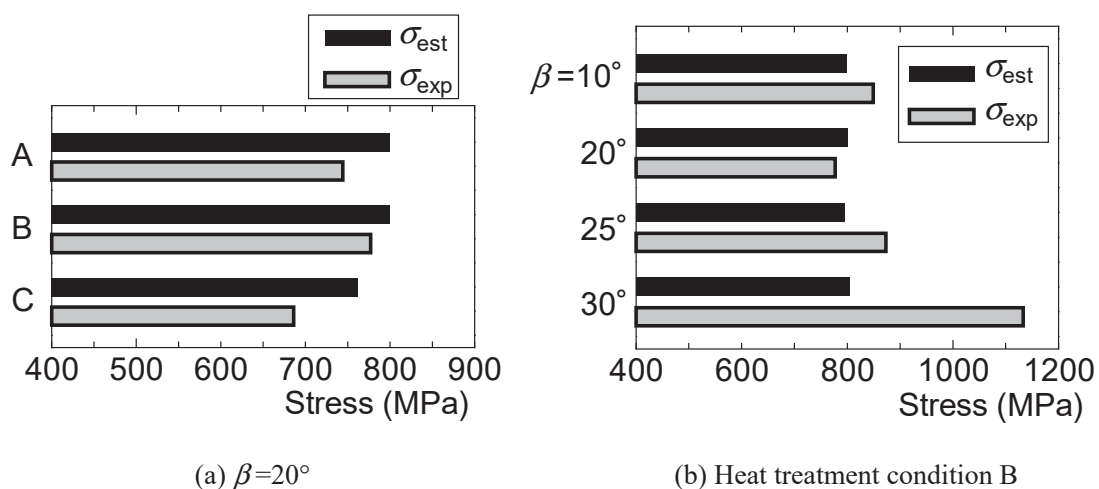 σest
σexp
A
B
C
400 500 600 700 800 900
Stress (MPa)
(a) β=20°
β=10°
20°
25°
30°
σest
σexp
400 600 800 1000 1200
Stress (MPa)
(b) Heat treatment condition B